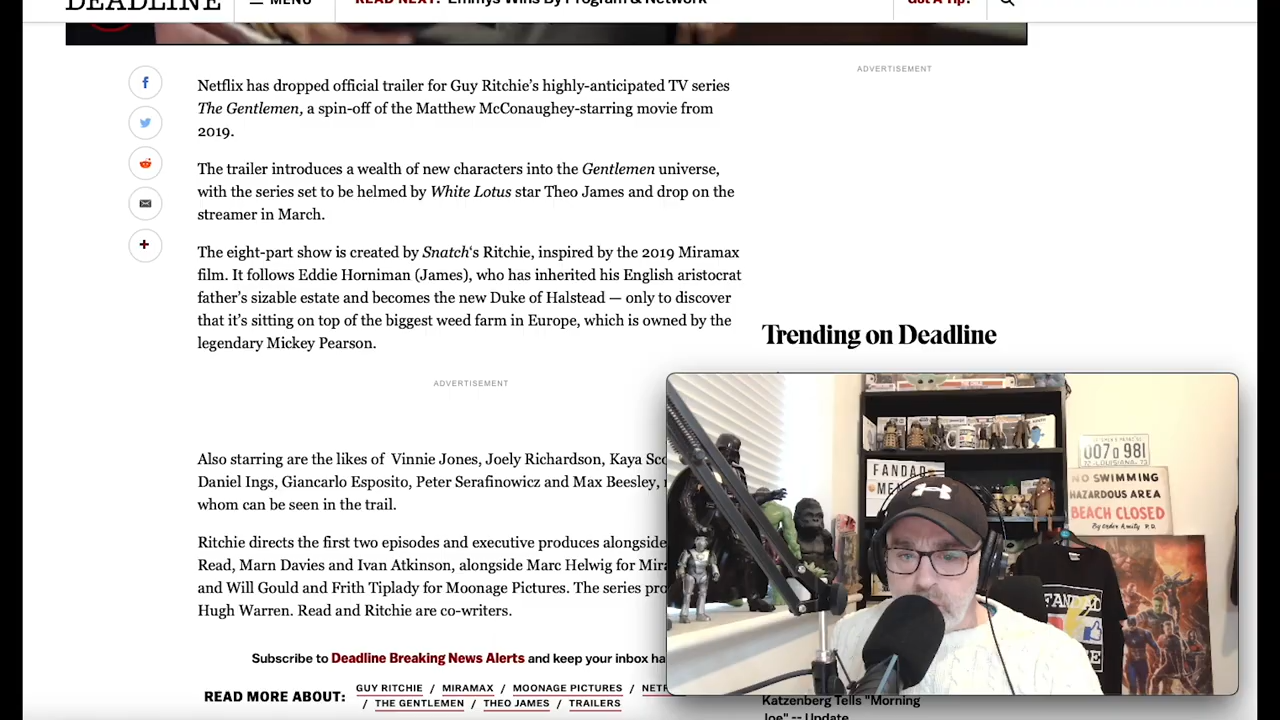 DEADLINE
MENU
READ NEXT: Emmys Wins By Program & Network
Got A Tip?
ADVERTISEMENT
Netflix has dropped official trailer for Guy Ritchie's highly-anticipated TV series
The Gentlemen, a spin-off of the Matthew McConaughey-starring movie from
2019.
The trailer introduces a wealth of new characters into the Gentlemen universe,
with the series set to be helmed by White Lotus star Theo James and drop on the
streamer in March.
The eight-part show is created by Snatch‘s Ritchie, inspired by the 2019 Miramax
film. It follows Eddie Horniman (James), who has inherited his English aristocrat
father's sizable estate and becomes the new Duke of Halstead — only to discover
that it's sitting on top of the biggest weed farm in Europe, which is owned by the
legendary Mickey Pearson.
Trending on Deadline
ADVERTISEMENT
Also starring are the likes of Vinnie Jones, Joely Richardson, Kaya Sco
Daniel Ings, Giancarlo Esposito, Peter Serafinowicz and Max Beesley,
whom can be seen in the trail.
Ritchie directs the first two episodes and executive produces alongside
Read, Marn Davies and Ivan Atkinson, alongside Marc Helwig for Mira
and Will Gould and Frith Tiplady for Moonage Pictures. The series pro
Hugh Warren. Read and Ritchie are co-writers.
Subscribe to Deadline Breaking News Alerts and keep your inbox ha
READ MORE ABOUT:
GUY RITCHIE / MIRAMAX / MOONAGE PICTURES / NETF
/ THE GENTLEMEN / THEO JAMES / TRAILERS
007 981
LOUISIANA
NO SWIMMING
HAZARDOUS AREA
BEACH CLOSED
By order Amity P.D.
FANDAD
ME
FANDAD
Katzenberg Tells "Morning
Joe" -- Update